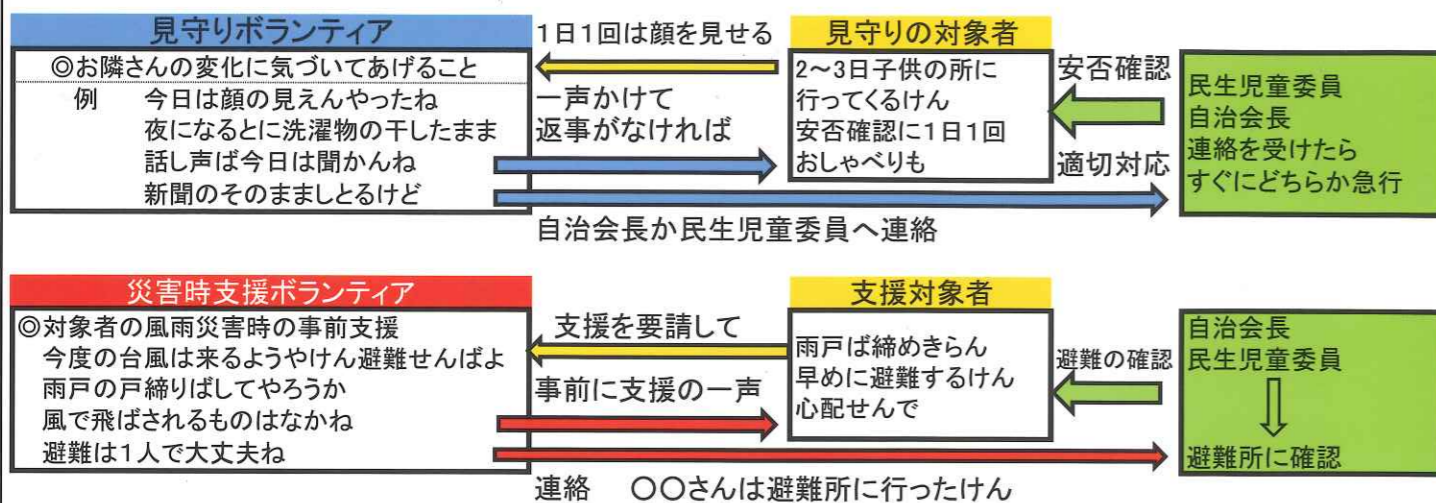 見守りボランティア
◎お隣さんの変化に気づいてあげること
例　今日は顔の見えんやったね
夜になるとに洗濯物の干したまま
話し声ば今日は聞かんね
新聞のそのまましとるけど
1日1回は顔を見せる
一声かけて
返事がなければ
自治会長か民生児童委員へ連絡
見守りの対象者
2～3日子供の所に
行ってくるけん
安否確認に1日1回
おしゃべりも
安否確認
適切対応
民生児童委員
自治会長
連絡を受けたら
すぐにどちらか急行
災害時支援ボランティア
◎対象者の風雨災害時の事前支援
今度の台風は来るようやけん避難せんばよ
雨戸の戸締りばしてやろうか
風で飛ばされるものはなかね
避難は1人で大丈夫ね
支援を要請して
事前に支援の一声
連絡　〇〇さんは避難所に行ったけん
支援対象者
雨戸ば締めきらん
早めに避難するけん
心配せんで
避難の確認
自治会長
民生児童委員
避難所に確認